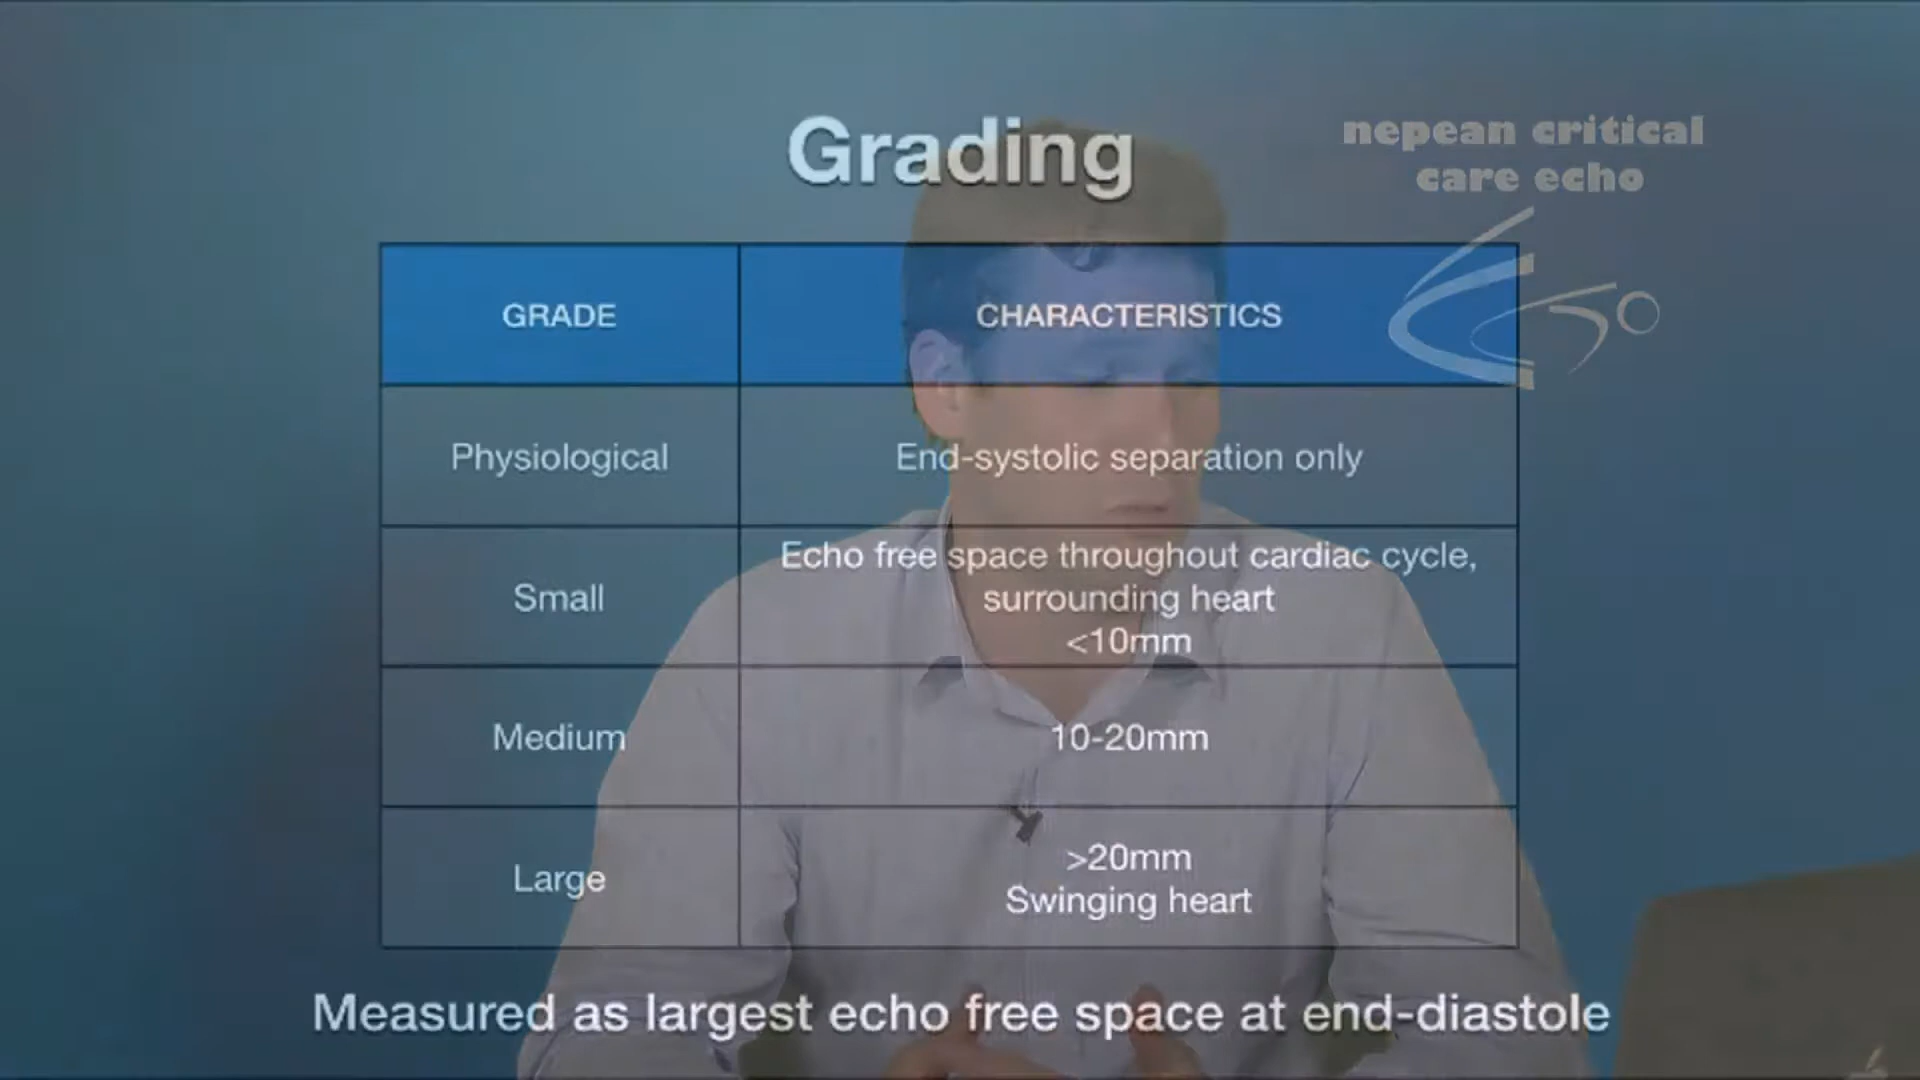 Grading
nepean critical
care echo
GRADE
CHARACTERISTICS
Physiological
End-systolic separation only
Small
Echo free space throughout cardiac cycle,
surrounding heart
<10mm
Medium
10-20mm
Large
>20mm
Swinging heart
Measured as largest echo free space at end-diastole